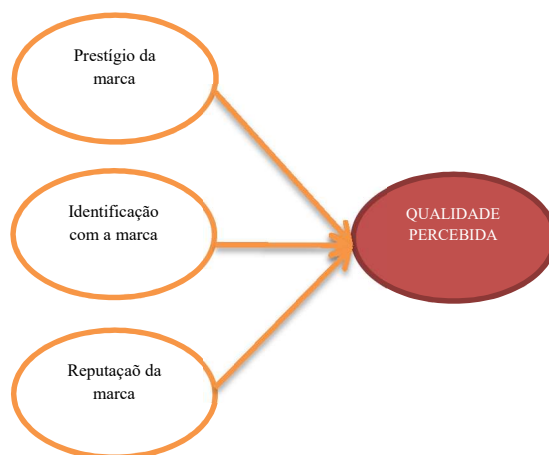 Prestígio da
marca
Identificação
com a marca
QUALIDADE
PERCEBIDA
Reputaçaõ da
marca